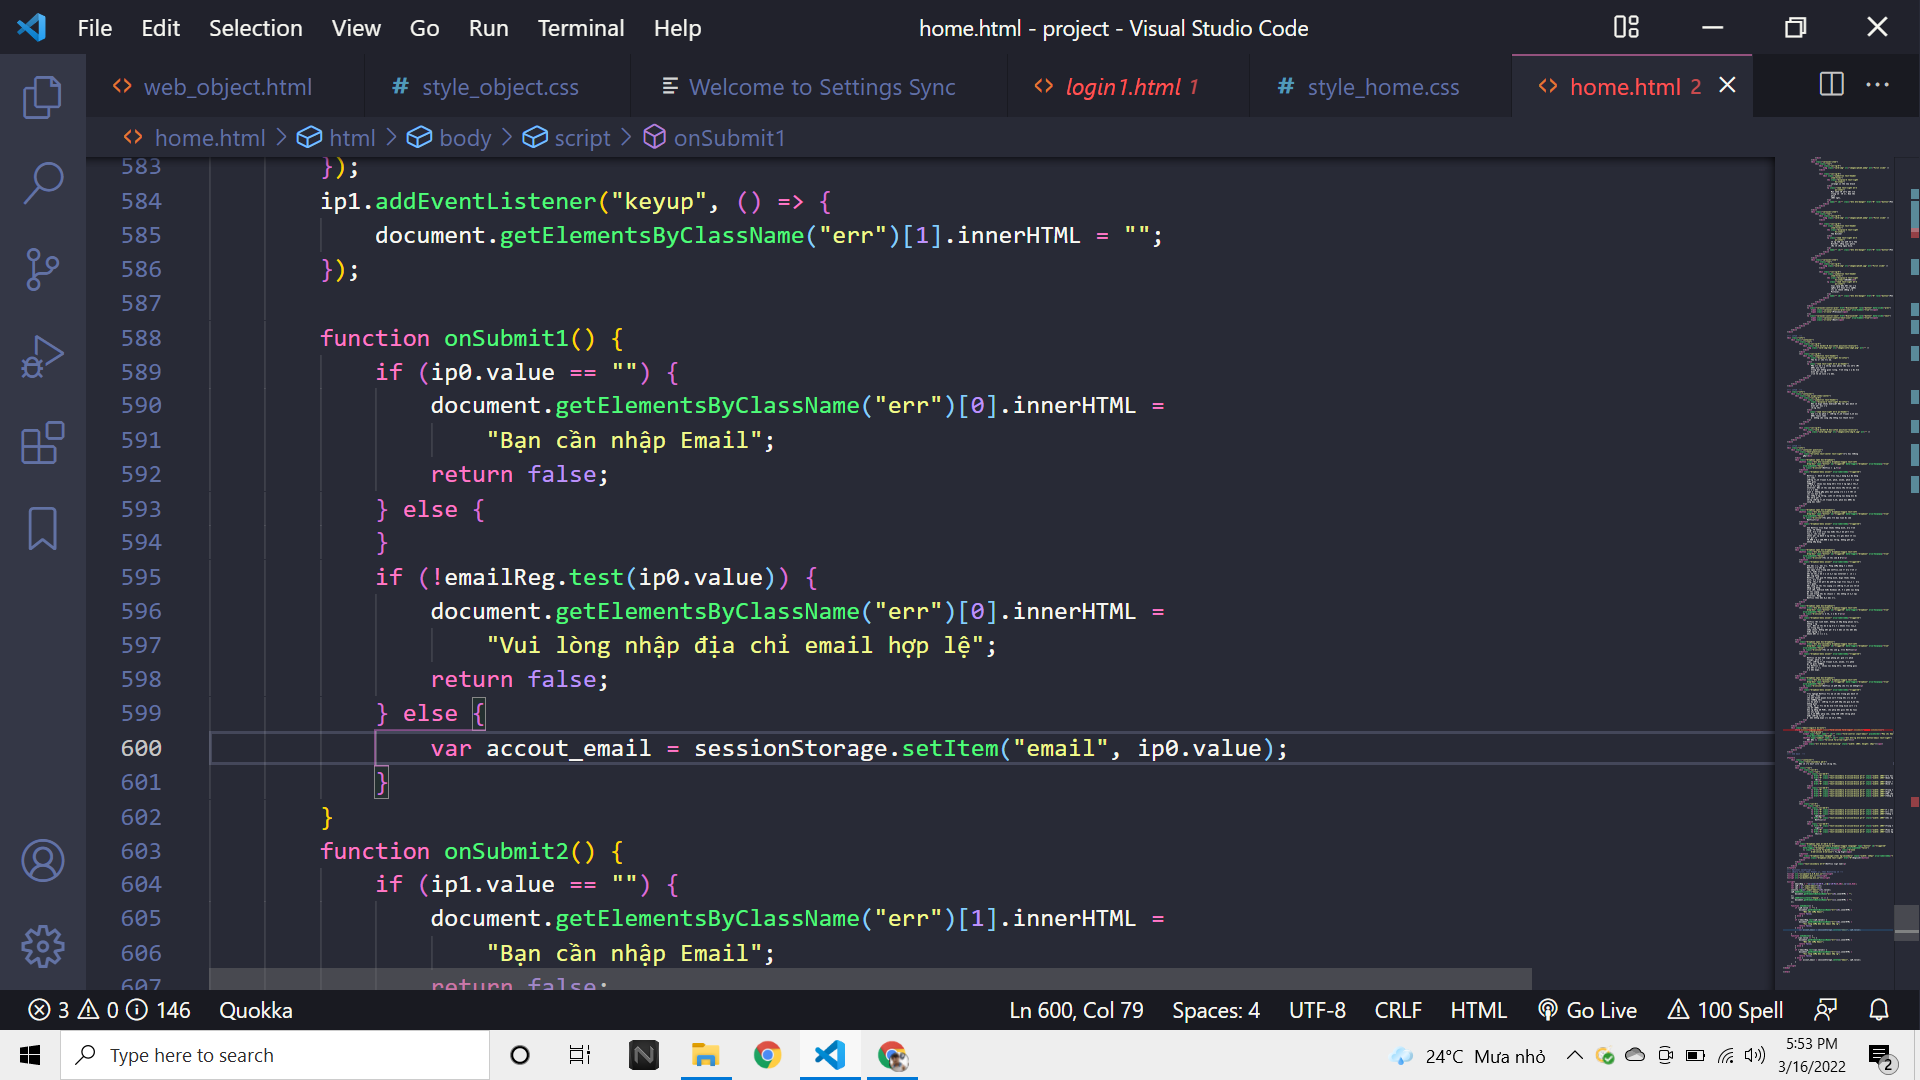 File Edit Selection View Go Run Terminal Help
home.html - project - Visual Studio Code
web_object.html
# style_object.css
Welcome to Settings Sync
login1.html 1
# style_home.css
home.html 2
home.html > html > body > script > onSubmit1
583 });
584 ip1.addEventListener("keyup", () => {
585 document.getElementsByClassName("err")[1].innerHTML = "";
586 });
587
588 function onSubmit1() {
589 if (ip0.value == "") {
590 document.getElementsByClassName("err")[0].innerHTML =
591 "Bạn cần nhập Email";
592 return false;
593 } else {
594 }
595 if (!emailReg.test(ip0.value)) {
596 document.getElementsByClassName("err")[0].innerHTML =
597 "Vui lòng nhập địa chỉ email hợp lệ";
598 return false;
599 } else {
600 var accout_email = sessionStorage.setItem("email", ip0.value);
601 }
602 }
603 function onSubmit2() {
604 if (ip1.value == "") {
605 document.getElementsByClassName("err")[1].innerHTML =
606 "Bạn cần nhập Email";
607 return false;
3 0 146 Quokka
Ln 600, Col 79 Spaces: 4 UTF-8 CRLF HTML Go Live 100 Spell
Type here to search
24°C Mưa nhỏ
5:53 PM
3/16/2022
2